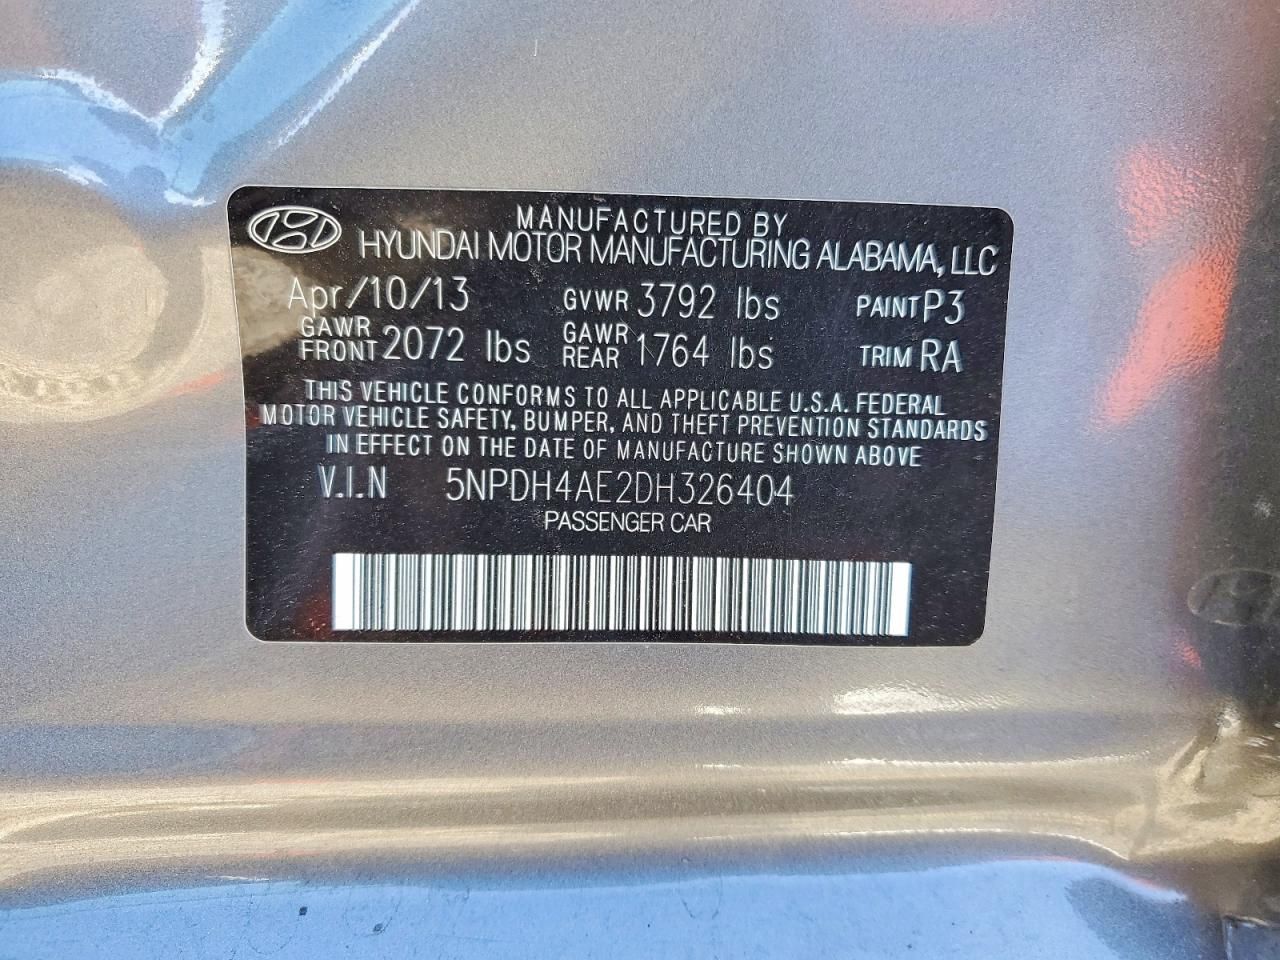 MANUFACTURED BY
HYUNDAI MOTOR MANUFACTURING ALABAMA, LLC
Apr/10/13 GVWR 3792 lbs PAINT P3
GAWR FRONT 2072 lbs GAWR REAR 1764 lbs TRIM RA
THIS VEHICLE CONFORMS TO ALL APPLICABLE U.S.A. FEDERAL
MOTOR VEHICLE SAFETY, BUMPER, AND THEFT PREVENTION STANDARDS
IN EFFECT ON THE DATE OF MANUFACTURE SHOWN ABOVE
V.I.N 5NPDH4AE2DH326404
PASSENGER CAR